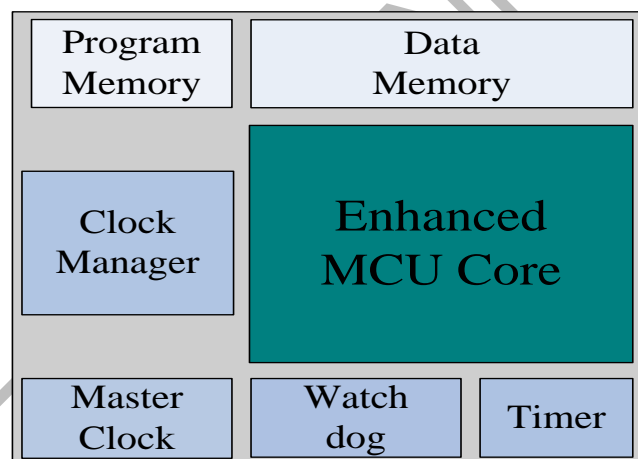 Program
Memory
Data
Memory
Clock
Manager
Enhanced
MCU Core
Master
Clock
Watch
dog
Timer